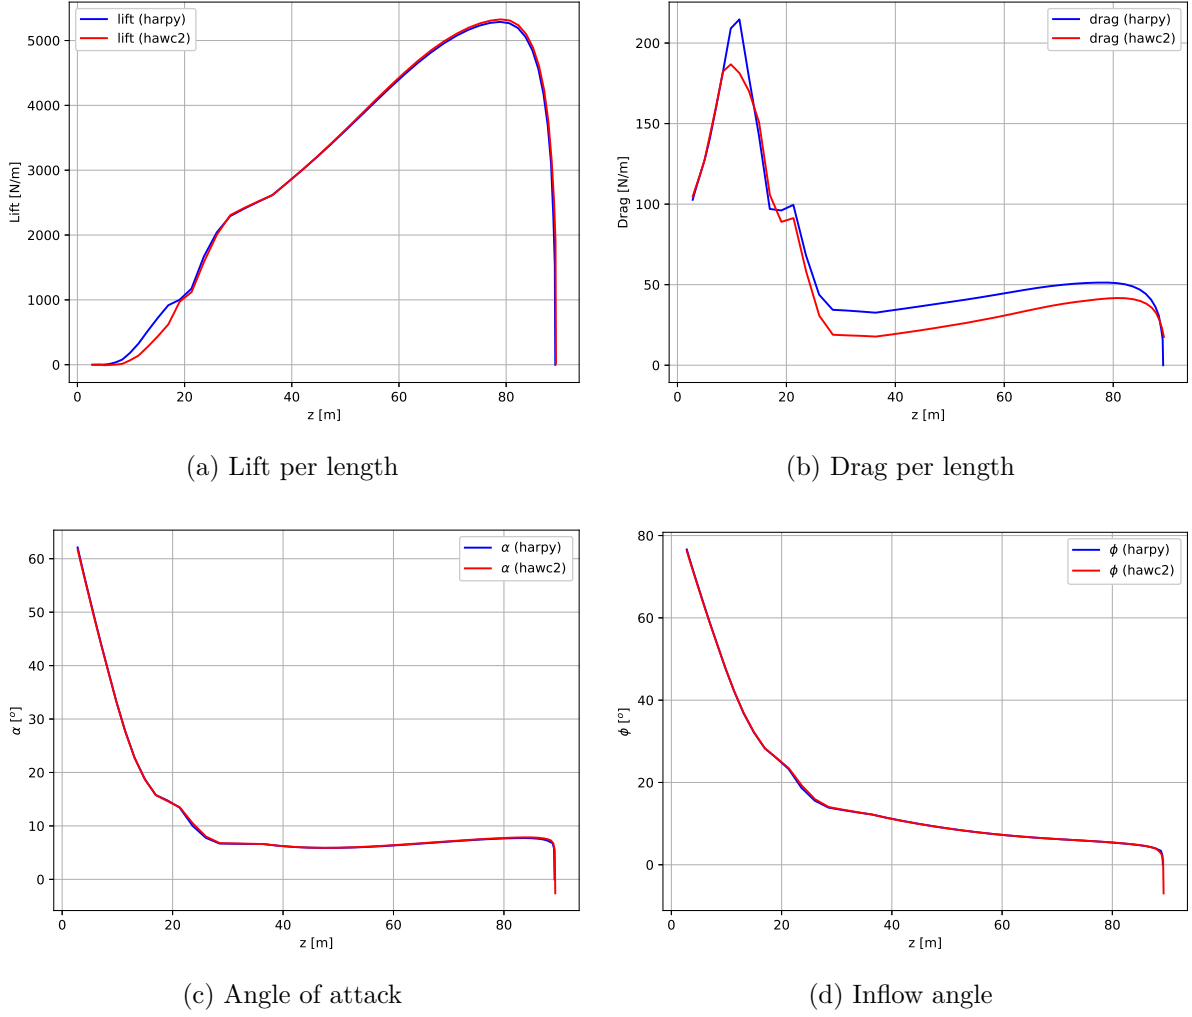 lift (harpy)
lift (hawc2)
5000
4000
3000
2000
1000
0
Lift [N/m]
0 20 40 60 80
z [m]
(a) Lift per length
drag (harpy)
drag (hawc2)
200
150
100
50
0
Drag [N/m]
0 20 40 60 80
z [m]
(b) Drag per length
α (harpy)
α (hawc2)
60
50
40
30
20
10
0
α [°]
0 20 40 60 80
z [m]
(c) Angle of attack
ϕ (harpy)
ϕ (hawc2)
80
60
40
20
0
ϕ [°]
0 20 40 60 80
z [m]
(d) Inflow angle